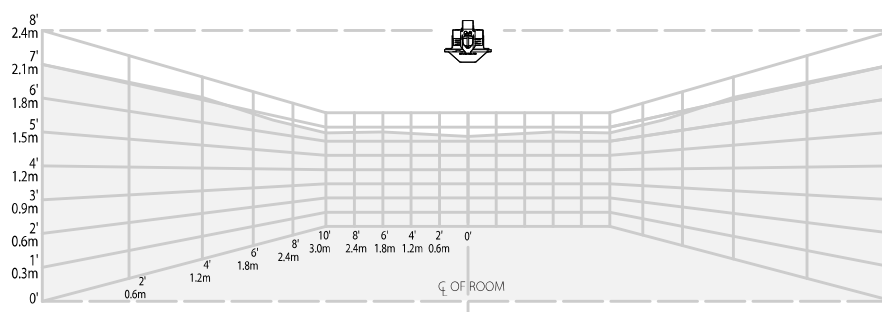 8'
2.4m
7'
2.1m
6'
1.8m
5'
1.5m
4'
1.2m
3'
0.9m
2'
0.6m
1'
0.3m
0'
2'
0.6m
4'
1.2m
6'
1.8m
8'
2.4m
10' 8' 6' 4' 2' 0'
3.0m 2.4m 1.8m 1.2m 0.6m
℄ OF ROOM